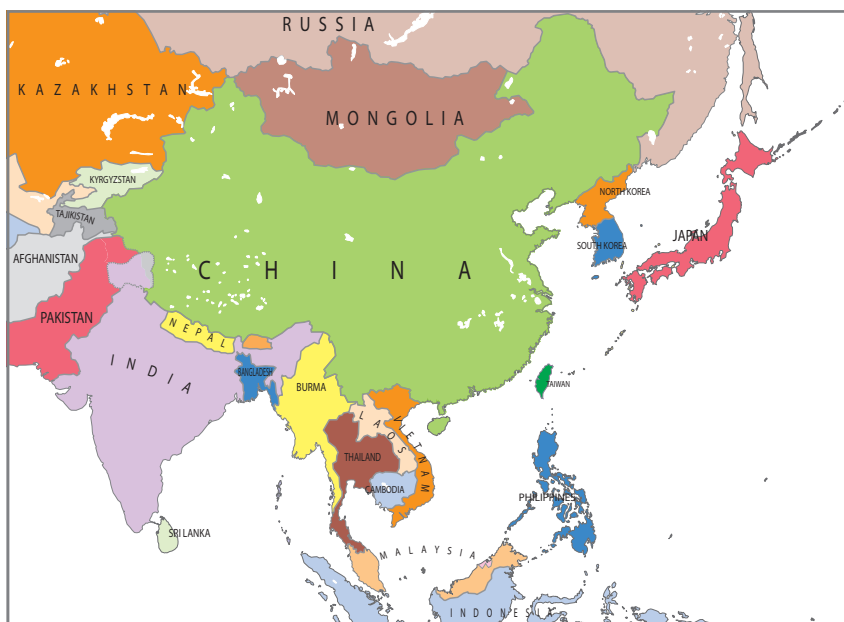 RUSSIA
KAZAKHSTAN
MONGOLIA
KYRGYZSTAN
NORTH KOREA
TAJIKISTAN
JAPAN
SOUTH KOREA
AFGHANISTAN
CHINA
PAKISTAN
NEPAL
INDIA
BANGLADESH
BURMA
TAIWAN
LAOS
VIETNAM
THAILAND
CAMBODIA
PHILIPPINES
SRI LANKA
MALAYSIA
INDONESIA